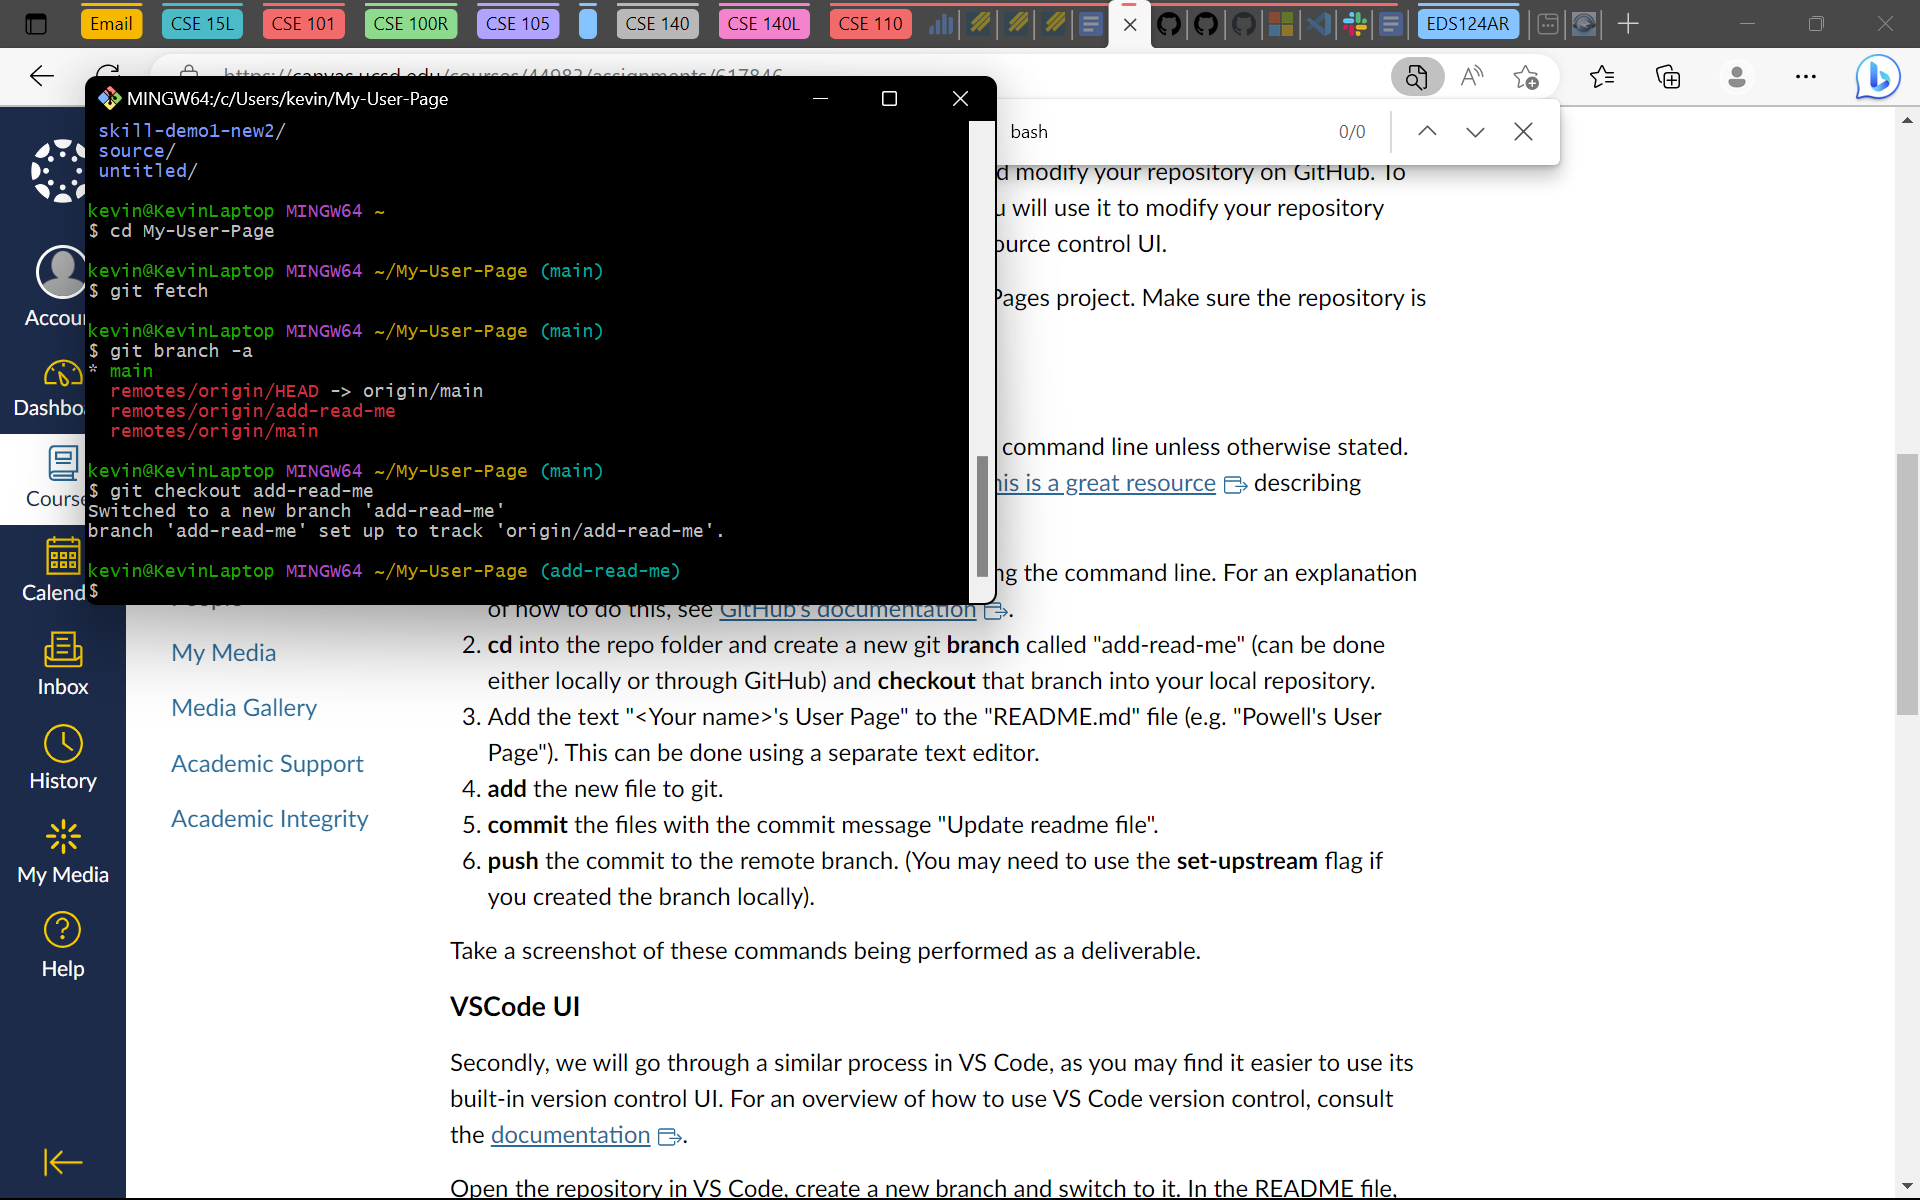 Email
CSE 15L
CSE 101
CSE 100R
CSE 105
CSE 140
CSE 140L
CSE 110
EDS124AR
MINGW64:/c/Users/kevin/My-User-Page
bash
0/0
skill-demo1-new2/
source/
untitled/
kevin@KevinLaptop MINGW64 ~
$ cd My-User-Page
kevin@KevinLaptop MINGW64 ~/My-User-Page (main)
$ git fetch
kevin@KevinLaptop MINGW64 ~/My-User-Page (main)
$ git branch -a
* main
remotes/origin/HEAD -> origin/main
remotes/origin/add-read-me
remotes/origin/main
kevin@KevinLaptop MINGW64 ~/My-User-Page (main)
$ git checkout add-read-me
Switched to a new branch 'add-read-me'
branch 'add-read-me' set up to track 'origin/add-read-me'.
kevin@KevinLaptop MINGW64 ~/My-User-Page (add-read-me)
$
Accou
Dashbo
Course
Calend
Inbox
History
My Media
Help
My Media
Media Gallery
Academic Support
Academic Integrity
modify your repository on GitHub. To
will use it to modify your repository
source control UI.
Pages project. Make sure the repository is
command line unless otherwise stated.
his is a great resource describing
ng the command line. For an explanation
of how to do this, see GitHub's documentation.
2. cd into the repo folder and create a new git branch called "add-read-me" (can be done
either locally or through GitHub) and checkout that branch into your local repository.
3. Add the text "<Your name>'s User Page" to the "README.md" file (e.g. "Powell's User
Page"). This can be done using a separate text editor.
4. add the new file to git.
5. commit the files with the commit message "Update readme file".
6. push the commit to the remote branch. (You may need to use the set-upstream flag if
you created the branch locally).
Take a screenshot of these commands being performed as a deliverable.
VSCode UI
Secondly, we will go through a similar process in VS Code, as you may find it easier to use its
built-in version control UI. For an overview of how to use VS Code version control, consult
the documentation.
Open the repository in VS Code, create a new branch and switch to it. In the README file,